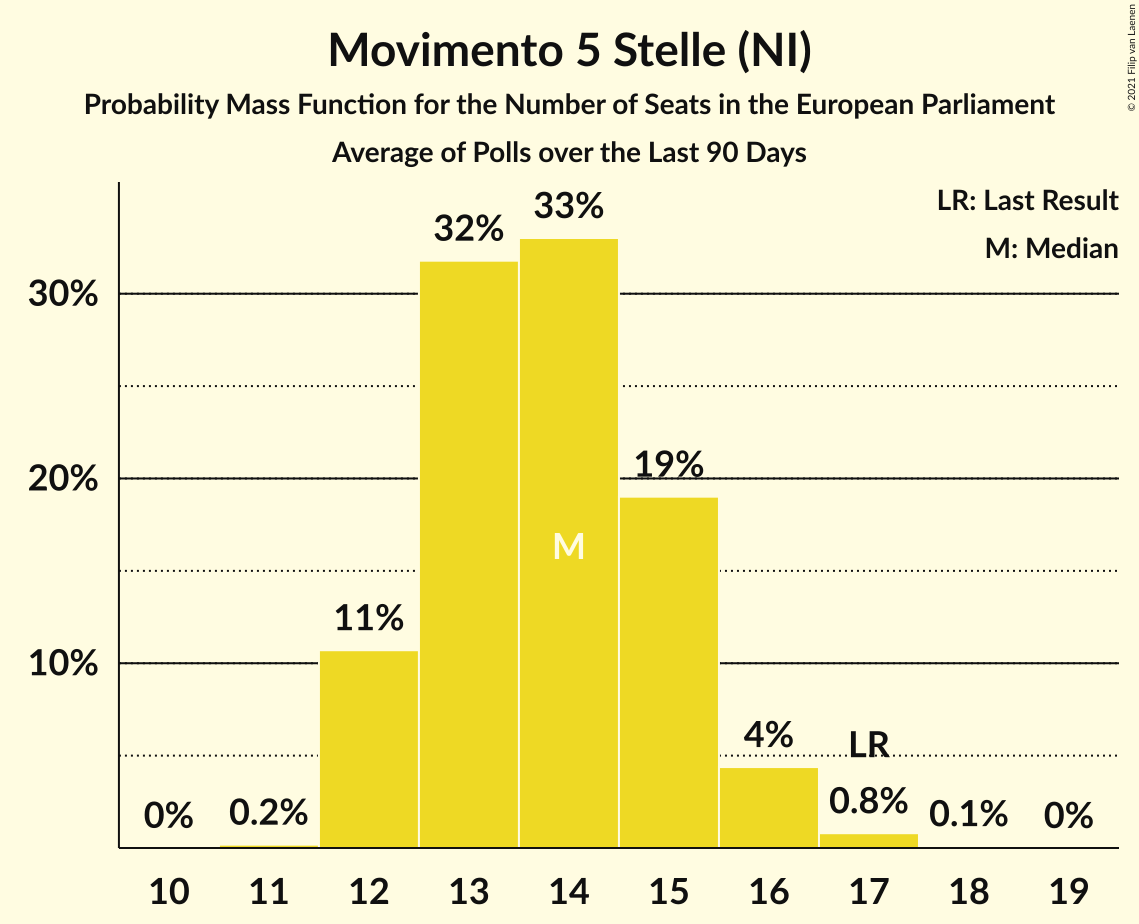 Movimento 5 Stelle (NI)
Probability Mass Function for the Number of Seats in the European Parliament
Average of Polls over the Last 90 Days
© 2021 Filip van Laenen
LR: Last Result
M: Median
30%
20%
10%
0%
0.2%
11%
32%
33%
M
19%
4%
LR
0.8%
0.1%
0%
10 11 12 13 14 15 16 17 18 19